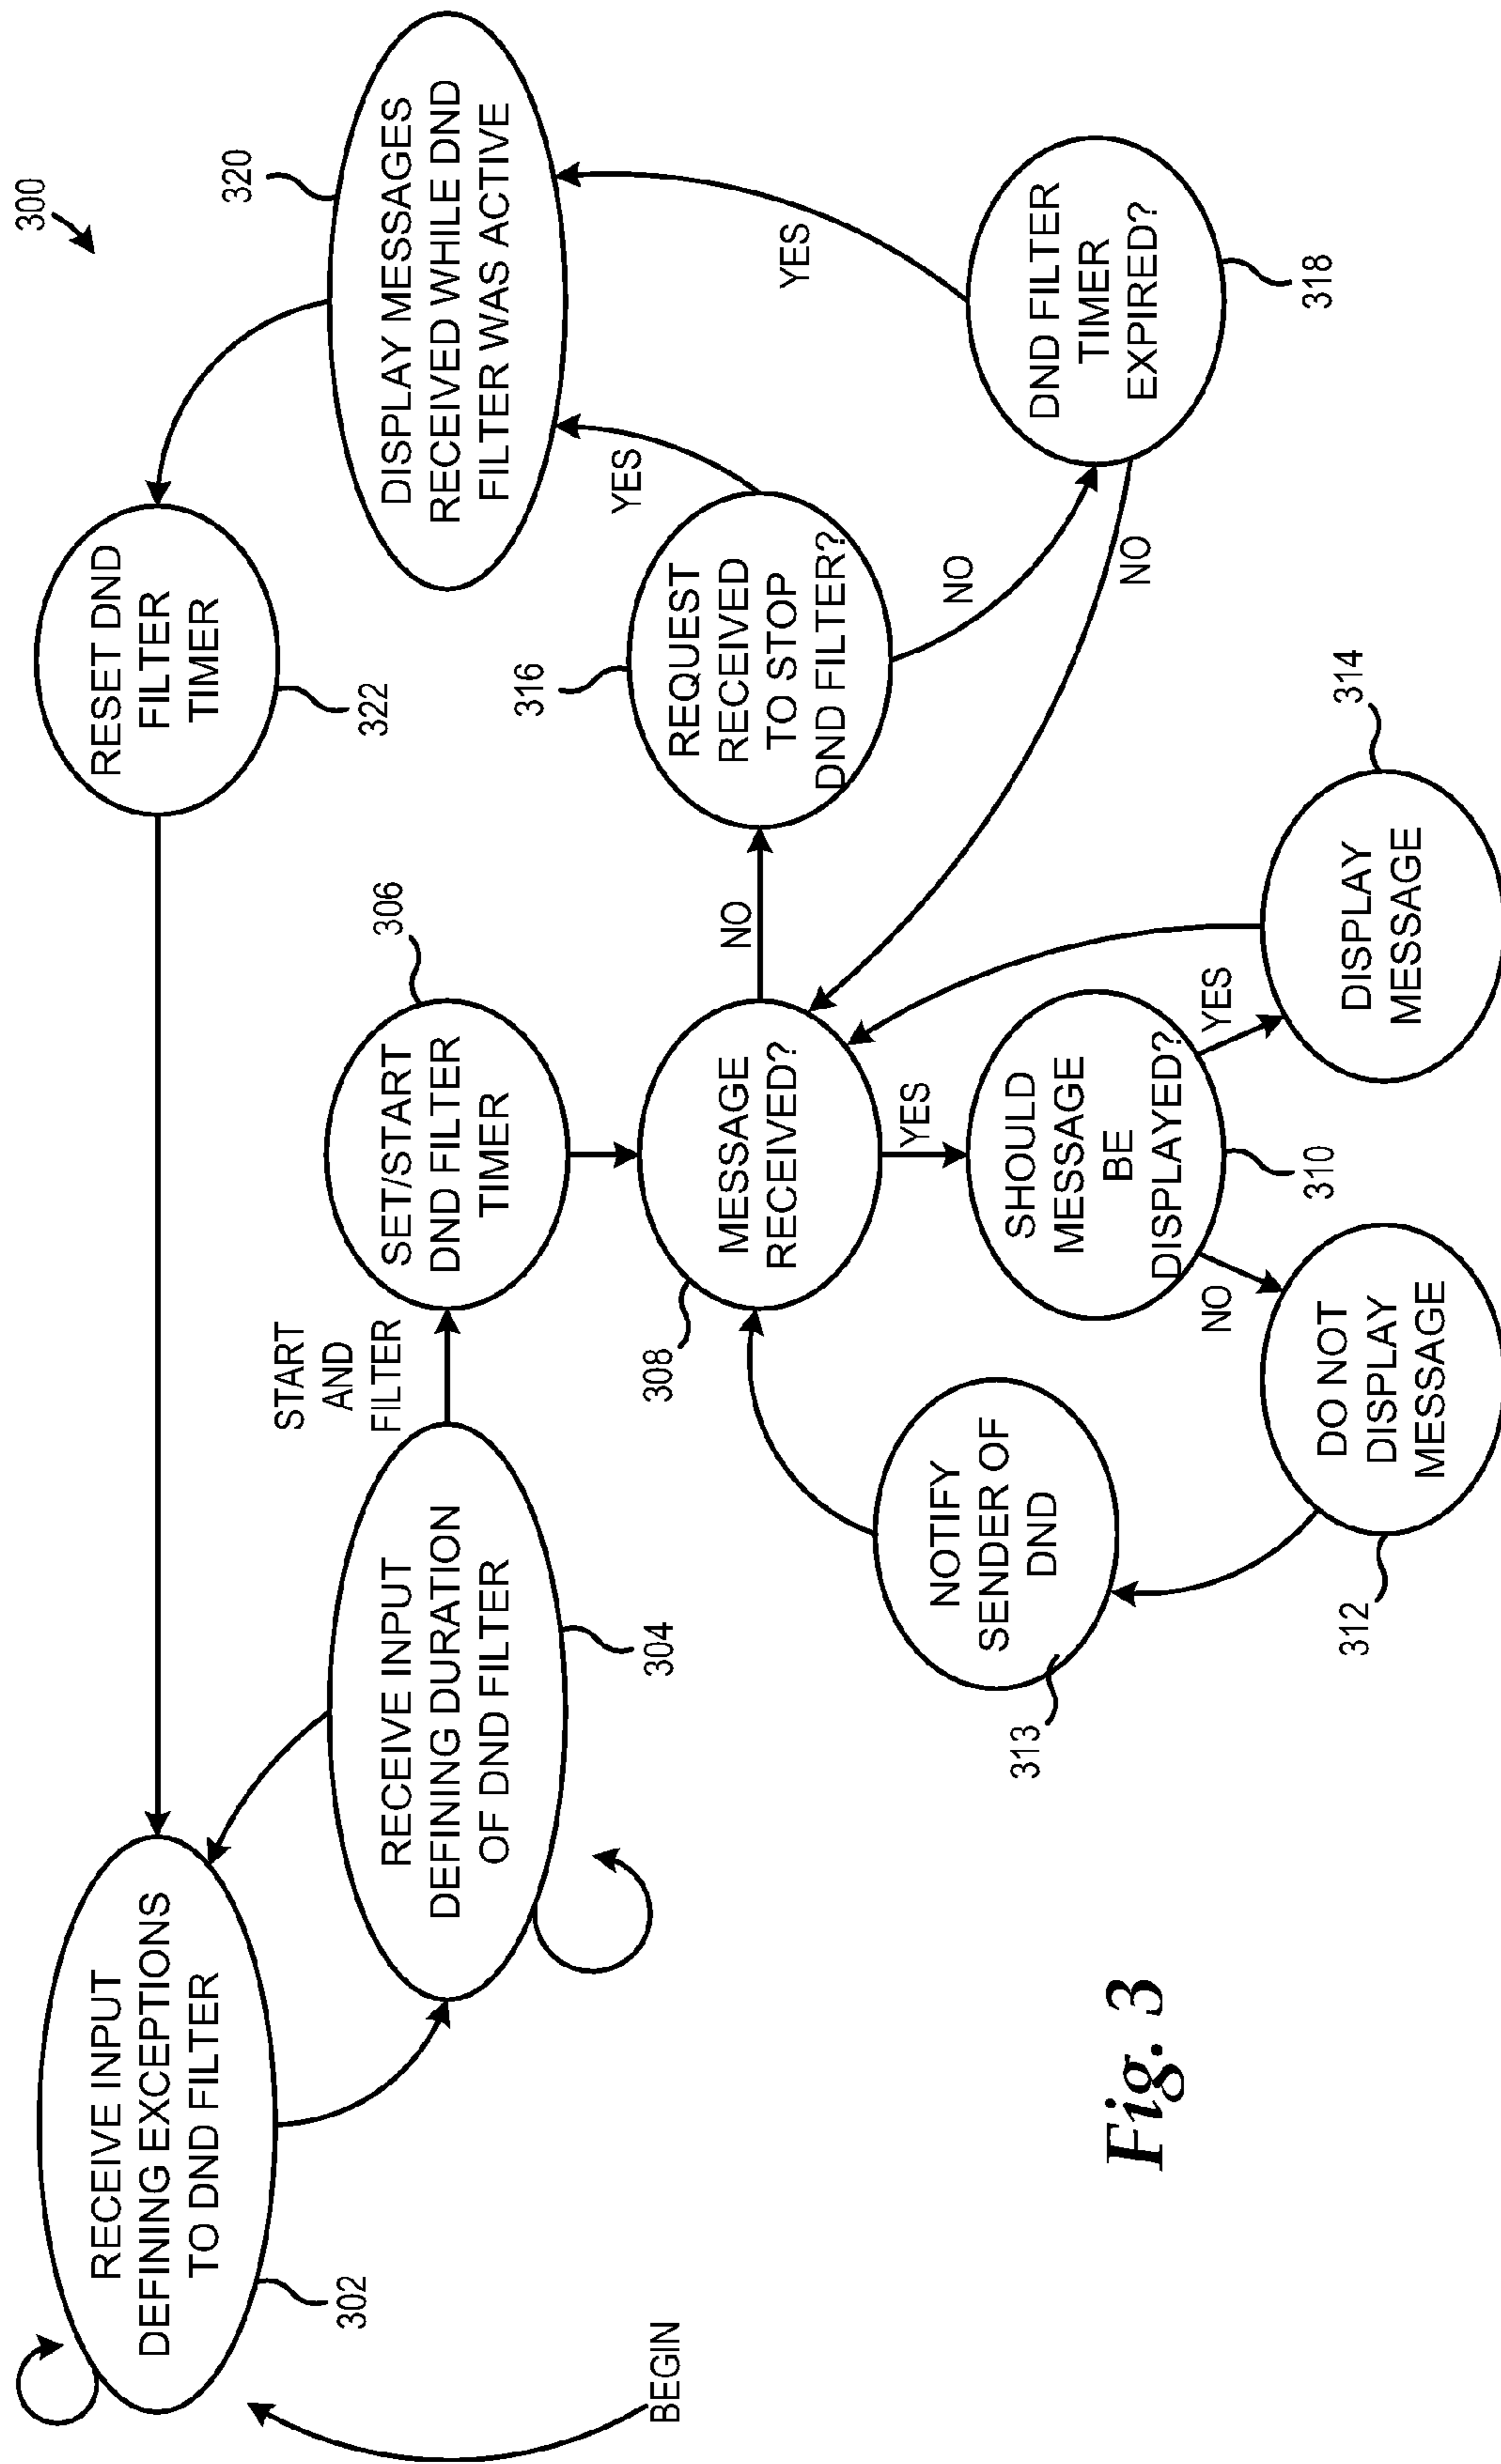 300
RECEIVE INPUT
DEFINING EXCEPTIONS
TO DND FILTER
302
BEGIN
RECEIVE INPUT
DEFINING DURATION
OF DND FILTER
304
START
AND
FILTER
SET/START
DND FILTER
TIMER
306
MESSAGE
RECEIVED?
308
YES
NO
SHOULD
MESSAGE
BE
DISPLAYED?
310
NO
YES
DO NOT
DISPLAY
MESSAGE
312
NOTIFY
SENDER OF
DND
313
DISPLAY
MESSAGE
314
REQUEST
RECEIVED
TO STOP
DND FILTER?
316
YES
NO
DND FILTER
TIMER
EXPIRED?
318
YES
NO
DISPLAY MESSAGES
RECEIVED WHILE DND
FILTER WAS ACTIVE
320
RESET DND
FILTER
TIMER
322
Fig. 3